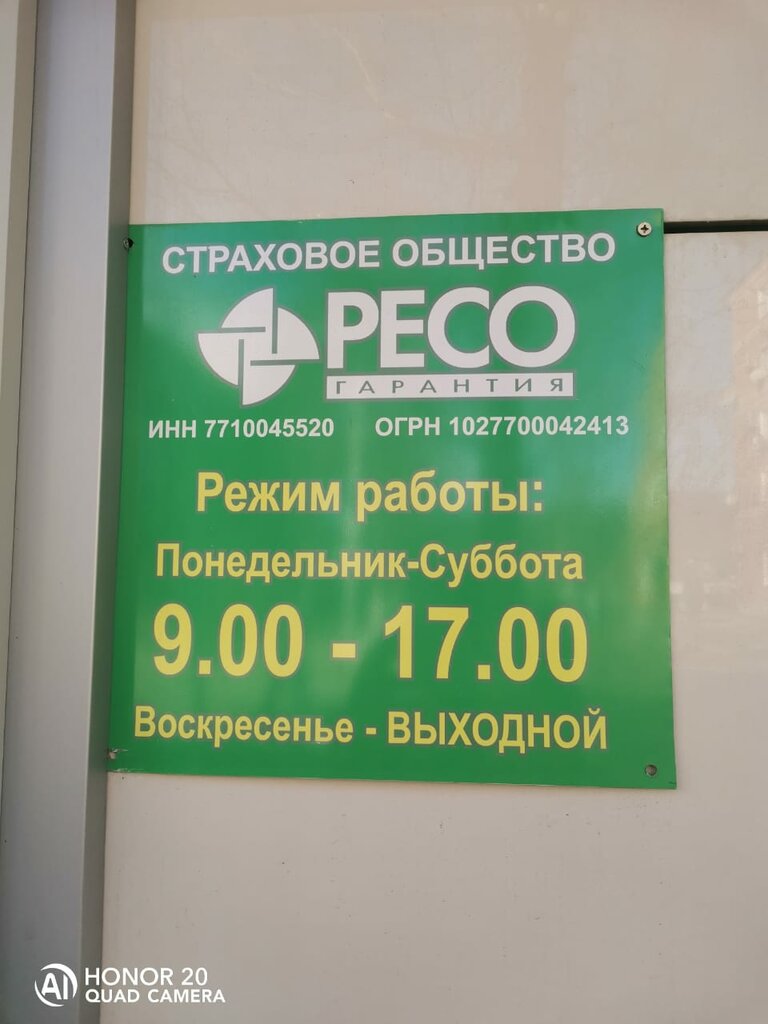 СТРАХОВОЕ ОБЩЕСТВО
РЕСО
ГАРАНТИЯ
ИНН 7710045520 ОГРН 1027700042413
Режим работы:
Понедельник-Суббота
9.00 - 17.00
Воскресенье - ВЫХОДНОЙ
AI HONOR 20
QUAD CAMERA